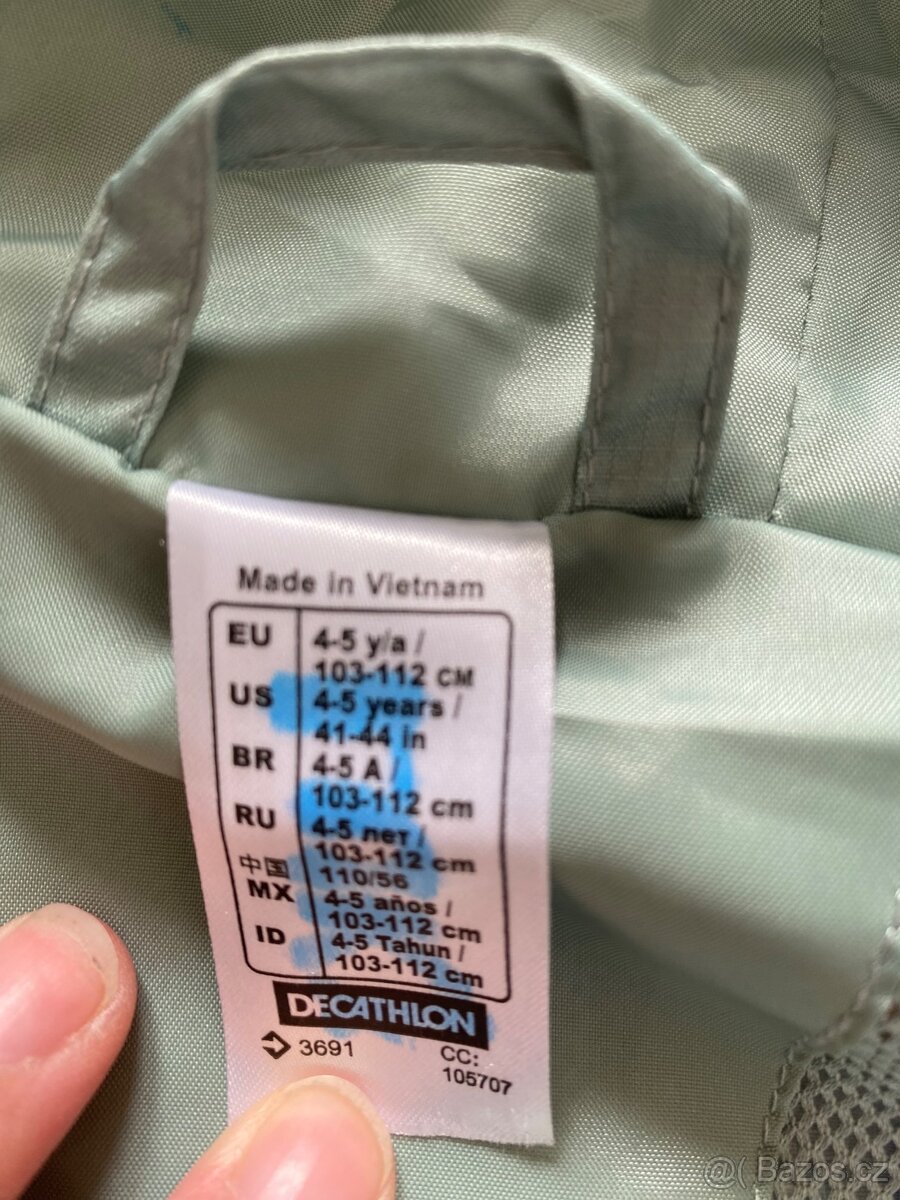 Made in Vietnam
EU 4-5 y/a /
103-112 CM
US 4-5 years /
41-44 in
BR 4-5 A /
103-112 cm
RU 4-5 лет /
103-112 cm
中国 110/56
MX 4-5 años /
103-112 cm
ID 4-5 Tahun /
103-112 cm
DECATHLON
3691 CC:
105707
@( Bazos.cz